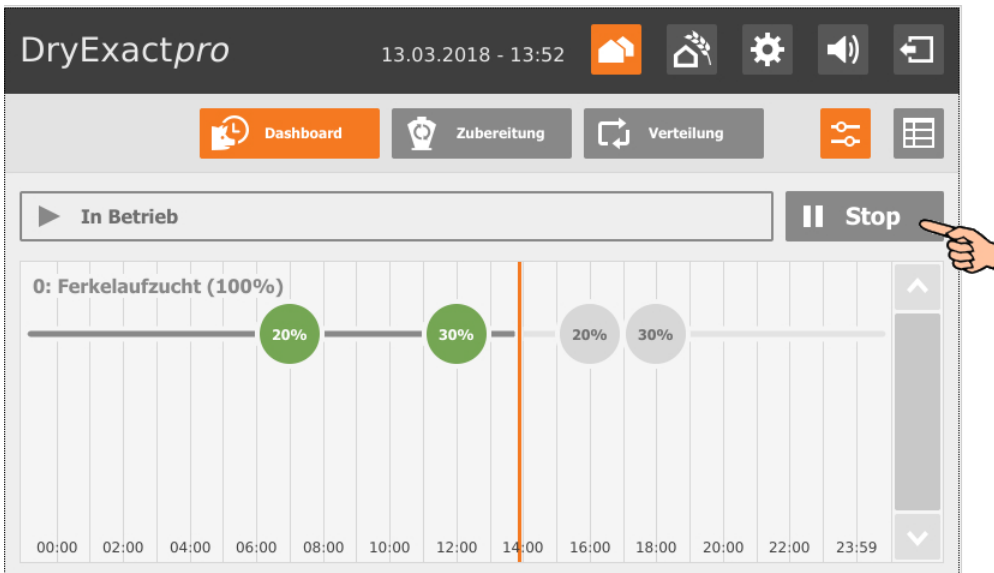 DryExactpro
13.03.2018 - 13:52
Dashboard
Zubereitung
Verteilung
In Betrieb
Stop
0: Ferkelaufzucht (100%)
20% 30% 20% 30%
00:00 02:00 04:00 06:00 08:00 10:00 12:00 14:00 16:00 18:00 20:00 22:00 23:59